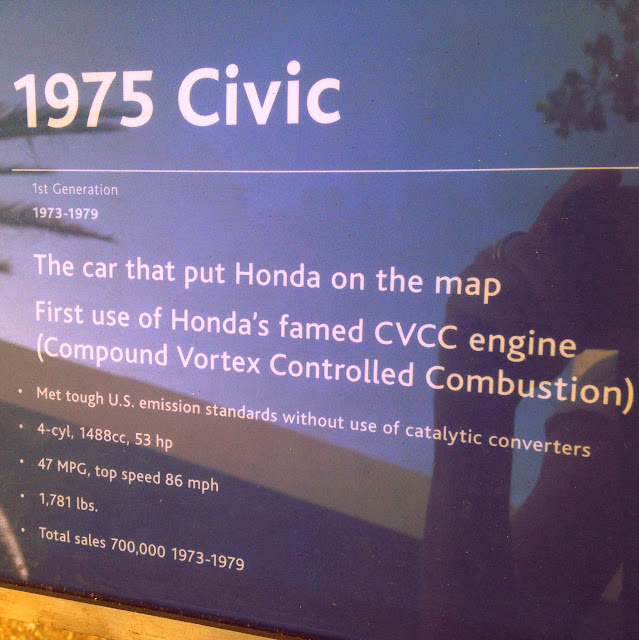 1975 Civic
1st Generation
1973-1979
The car that put Honda on the map
First use of Honda's famed CVCC engine
(Compound Vortex Controlled Combustion)
• Met tough U.S. emission standards without use of catalytic converters
• 4-cyl, 1488cc, 53 hp
• 47 MPG, top speed 86 mph
• 1,781 lbs.
• Total sales 700,000 1973-1979